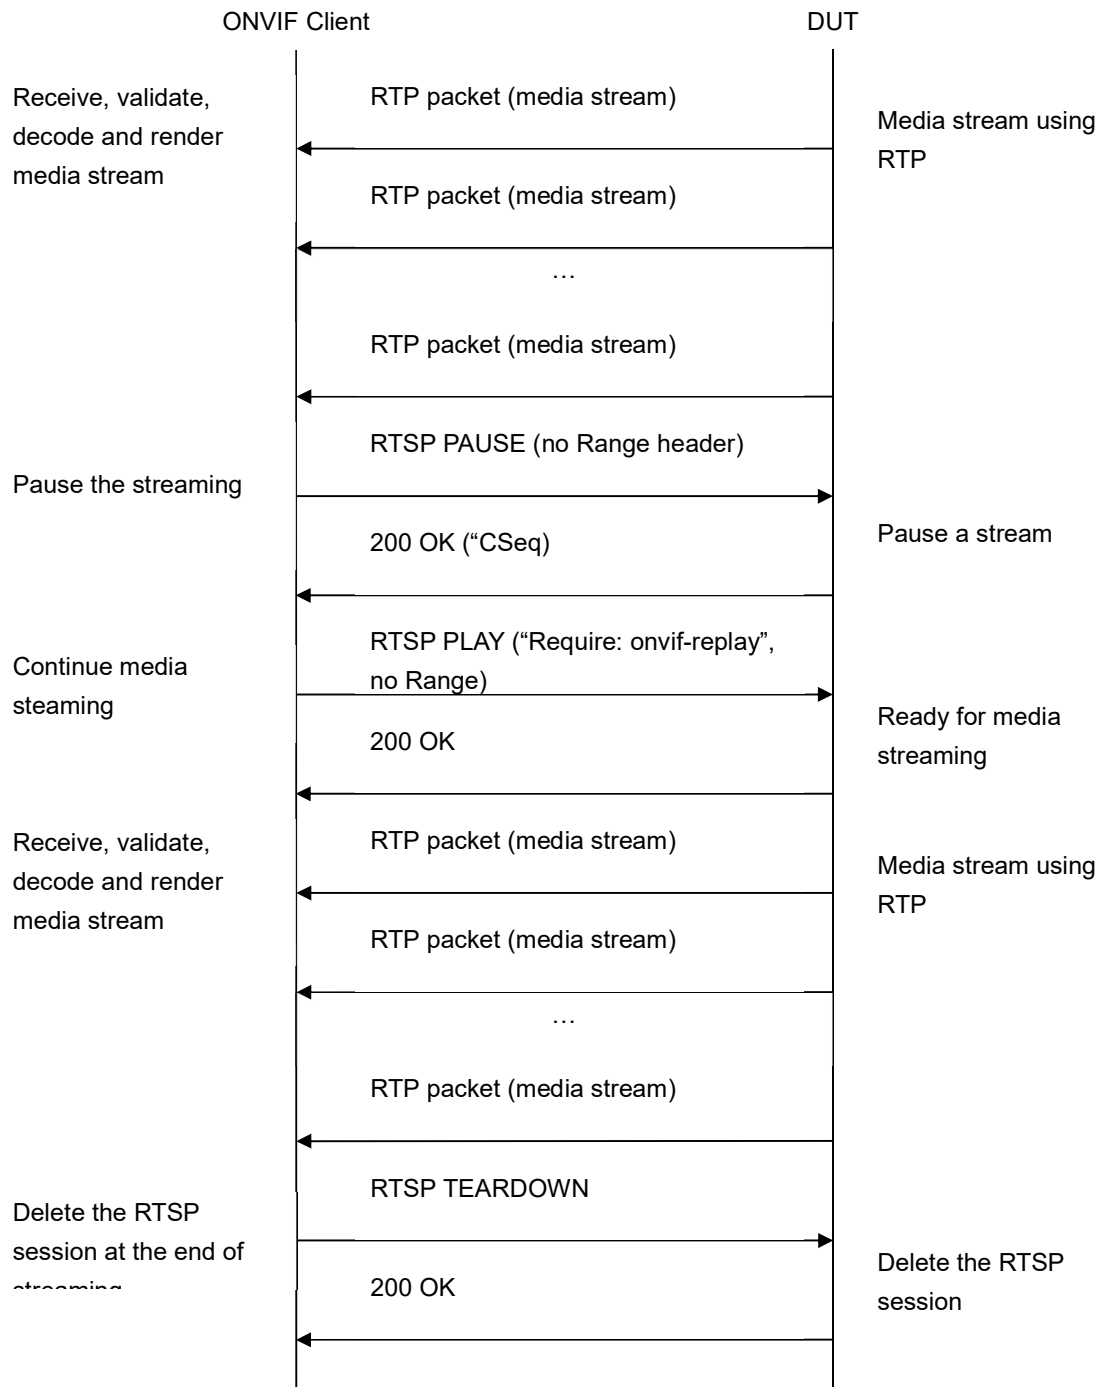 ONVIF Client
DUT
Receive, validate,
decode and render
media stream
RTP packet (media stream)
Media stream using
RTP
RTP packet (media stream)
...
RTP packet (media stream)
RTSP PAUSE (no Range header)
Pause the streaming
200 OK (“CSeq)
Pause a stream
RTSP PLAY (“Require: onvif-replay”,
no Range)
Continue media
steaming
Ready for media
streaming
200 OK
Receive, validate,
decode and render
media stream
RTP packet (media stream)
Media stream using
RTP
RTP packet (media stream)
...
RTP packet (media stream)
RTSP TEARDOWN
Delete the RTSP
session at the end of
streaming
200 OK
Delete the RTSP
session